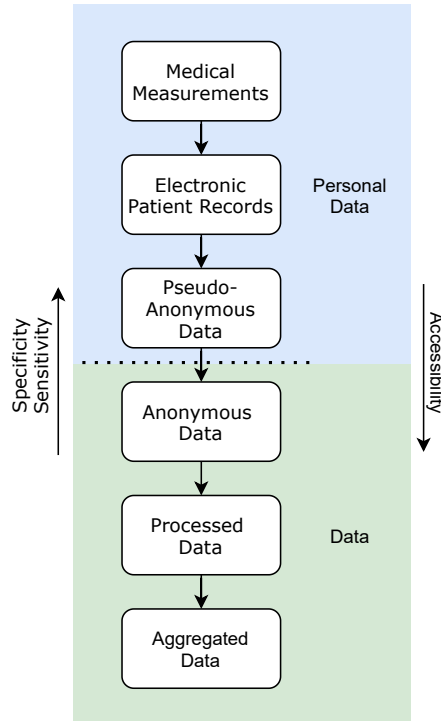 Medical
Measurements
Electronic
Patient Records
Personal
Data
Pseudo-
Anonymous
Data
Specificity
Sensitivity
Accessibility
Anonymous
Data
Processed
Data
Data
Aggregated
Data